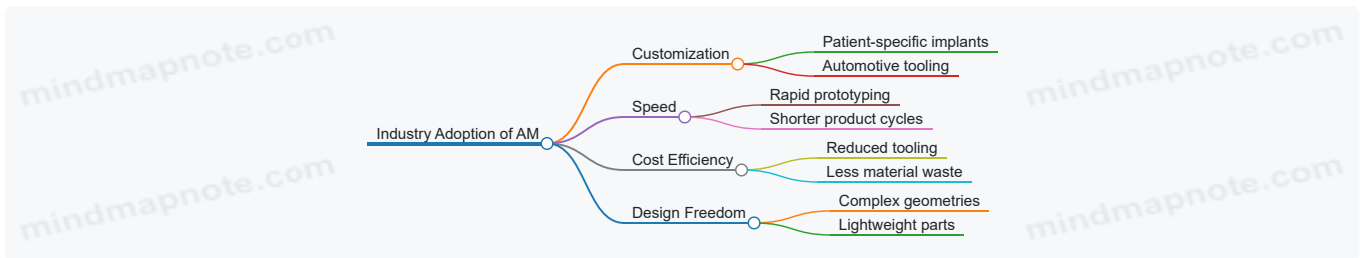 mindmapnote.com
mindmapnote.com
Industry Adoption of AM
Customization
Patient-specific implants
Automotive tooling
Speed
Rapid prototyping
Shorter product cycles
Cost Efficiency
Reduced tooling
Less material waste
Design Freedom
Complex geometries
Lightweight parts
mindmapnote.com
mindmapnote.com